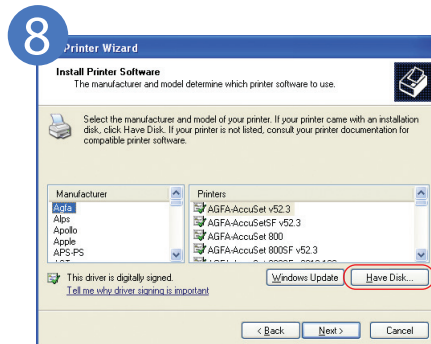 8
Printer Wizard
Install Printer Software
The manufacturer and model determine which printer software to use.
Select the manufacturer and model of your printer. If your printer came with an installation
disk, click Have Disk. If your printer is not listed, consult your printer documentation for
compatible printer software.
Manufacturer
Agfa
Alps
Apollo
Apple
APS-PS
Printers
AGFA-AccuSet v52.3
AGFA-AccuSetSF v52.3
AGFA-AccuSet 800
AGFA-AccuSet 800SF v52.3
This driver is digitally signed.
Tell me why driver signing is important
Windows Update
Have Disk...
< Back
Next >
Cancel